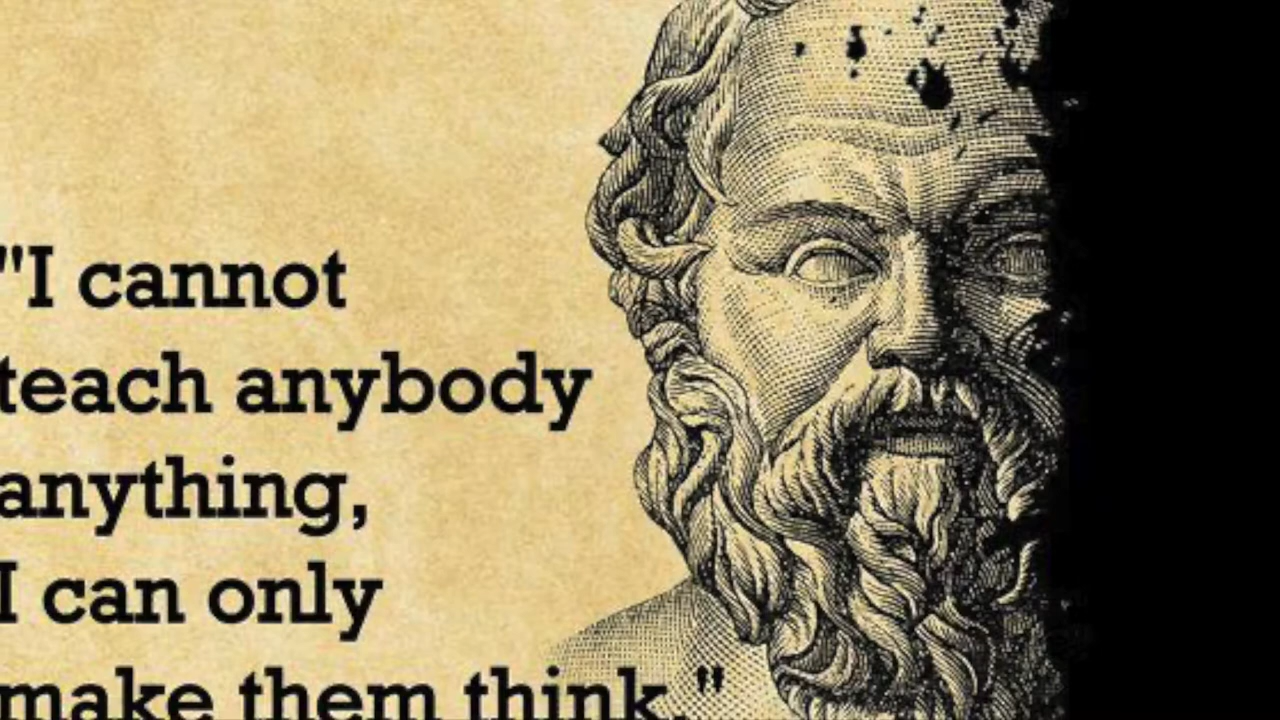 "I cannot
teach anybody
anything,
I can only
make them think."